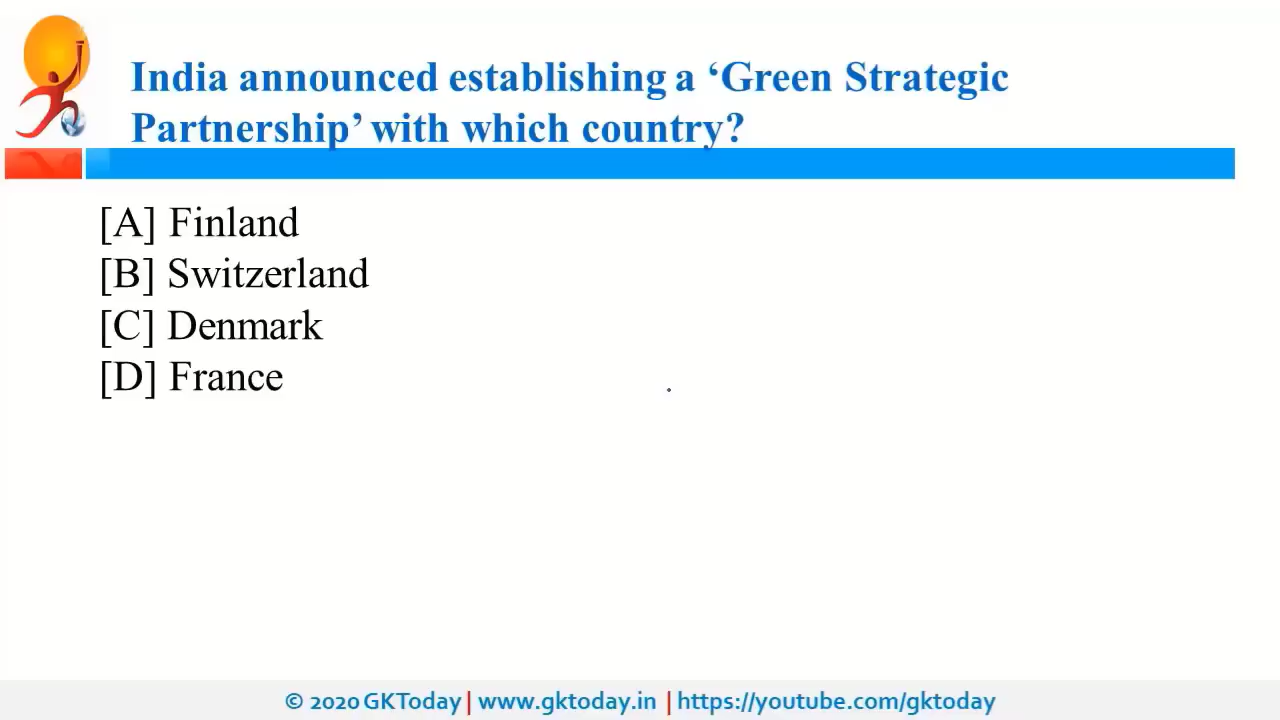 India announced establishing a ‘Green Strategic
Partnership’ with which country?
[A] Finland
[B] Switzerland
[C] Denmark
[D] France
© 2020 GKToday | www.gktoday.in | https://youtube.com/gktoday